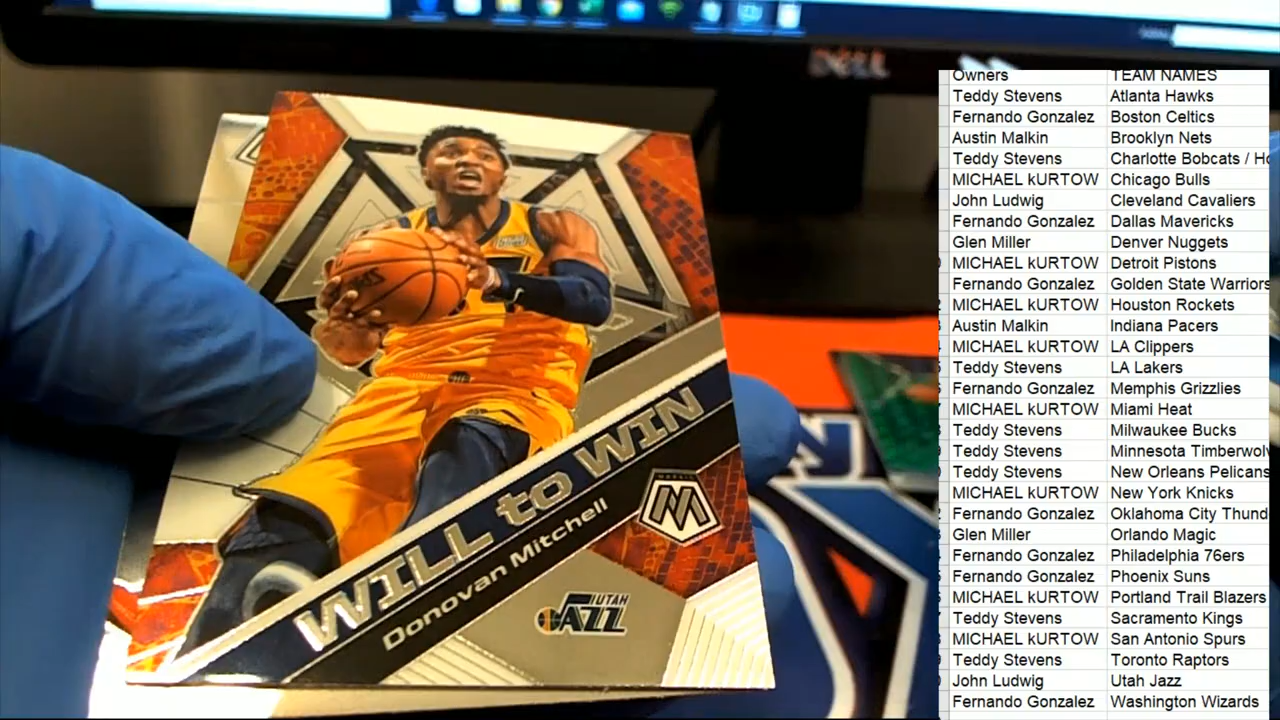 DELL
WILL to WIN
Donovan Mitchell
MOSAIC
M
UTAH
JAZZ
Owners TEAM NAMES
Teddy Stevens Atlanta Hawks
Fernando Gonzalez Boston Celtics
Austin Malkin Brooklyn Nets
Teddy Stevens Charlotte Bobcats / Ho
MICHAEL kURTOW Chicago Bulls
John Ludwig Cleveland Cavaliers
Fernando Gonzalez Dallas Mavericks
Glen Miller Denver Nuggets
MICHAEL kURTOW Detroit Pistons
Fernando Gonzalez Golden State Warriors
MICHAEL kURTOW Houston Rockets
Austin Malkin Indiana Pacers
MICHAEL kURTOW LA Clippers
Teddy Stevens LA Lakers
Fernando Gonzalez Memphis Grizzlies
MICHAEL kURTOW Miami Heat
Teddy Stevens Milwaukee Bucks
Teddy Stevens Minnesota Timberwolv
Teddy Stevens New Orleans Pelicans
MICHAEL kURTOW New York Knicks
Fernando Gonzalez Oklahoma City Thund
Glen Miller Orlando Magic
Fernando Gonzalez Philadelphia 76ers
Fernando Gonzalez Phoenix Suns
MICHAEL kURTOW Portland Trail Blazers
Teddy Stevens Sacramento Kings
MICHAEL kURTOW San Antonio Spurs
Teddy Stevens Toronto Raptors
John Ludwig Utah Jazz
Fernando Gonzalez Washington Wizards